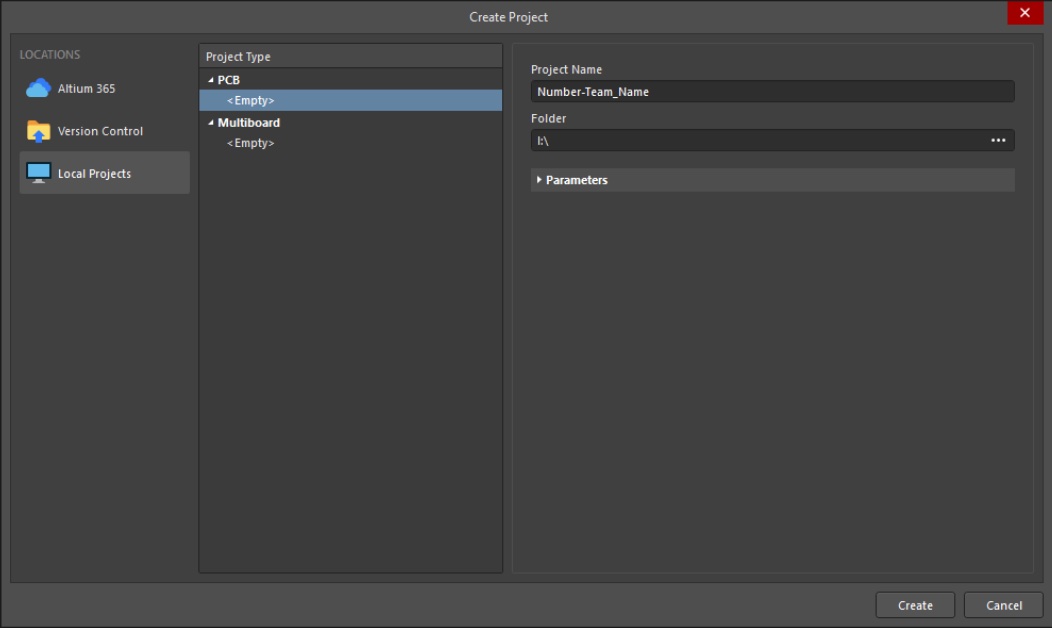 Create Project
LOCATIONS
Altium 365
Version Control
Local Projects
Project Type
PCB
<Empty>
Multiboard
<Empty>
Project Name
Number-Team_Name
Folder
I:\
Parameters
Create
Cancel